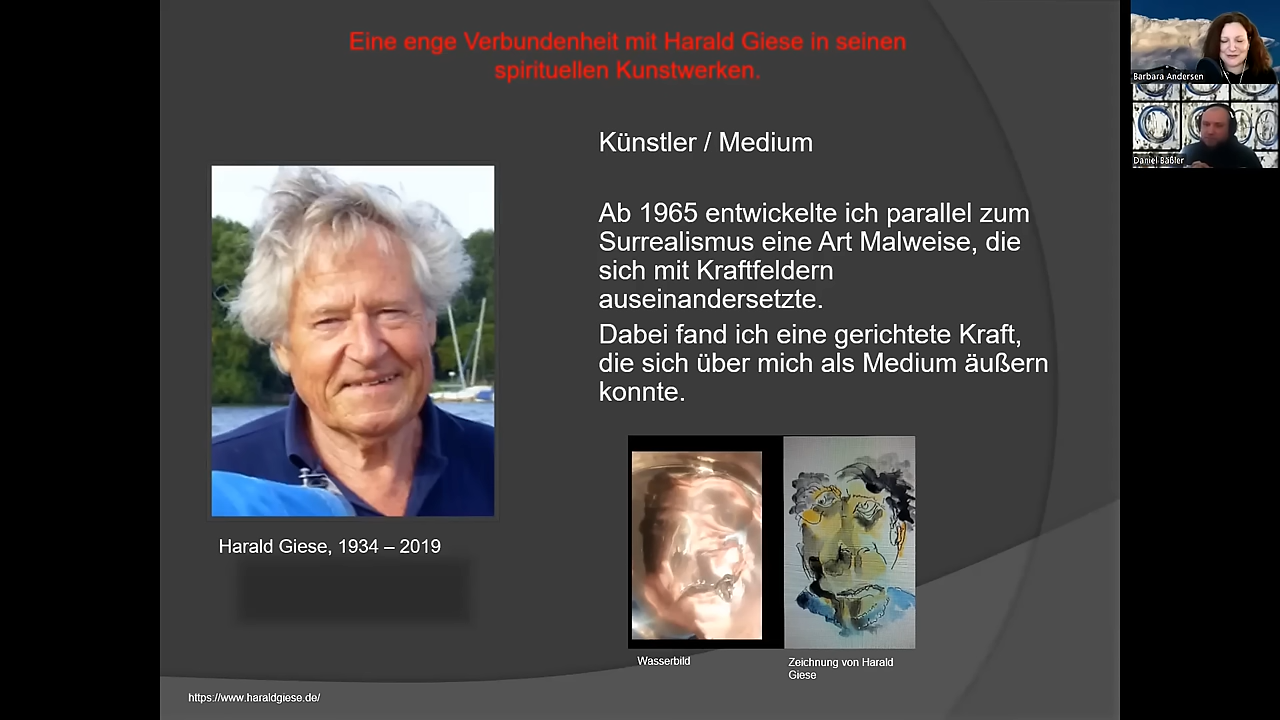 Eine enge Verbundenheit mit Harald Giese in seinen
spirituellen Kunstwerken.
Künstler / Medium
Ab 1965 entwickelte ich parallel zum
Surrealismus eine Art Malweise, die
sich mit Kraftfeldern
auseinandersetzte.
Dabei fand ich eine gerichtete Kraft,
die sich über mich als Medium äußern
konnte.
Harald Giese, 1934 – 2019
Wasserbild
Zeichnung von Harald
Giese
https://www.haraldgiese.de/
Barbara Andersen
Daniel Bäßler